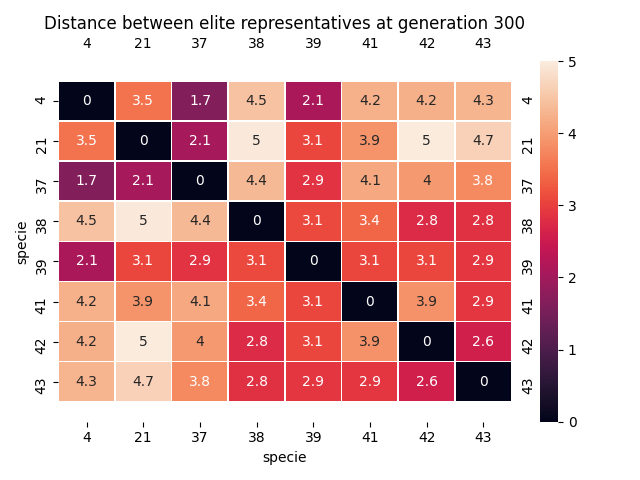 Distance between elite representatives at generation 300
4 21 37 38 39 41 42 43
5
4 0 3.5 1.7 4.5 2.1 4.2 4.2 4.3 4
21 3.5 0 2.1 5 3.1 3.9 5 4.7 21
4
37 1.7 2.1 0 4.4 2.9 4.1 4 3.8 37
3
38 4.5 5 4.4 0 3.1 3.4 2.8 2.8 38
specie
39 2.1 3.1 2.9 3.1 0 3.1 3.1 2.9 39
2
41 4.2 3.9 4.1 3.4 3.1 0 3.9 2.9 41
42 4.2 5 4 2.8 3.1 3.9 0 2.6 42
1
43 4.3 4.7 3.8 2.8 2.9 2.9 2.6 0 43
0
4 21 37 38 39 41 42 43
specie